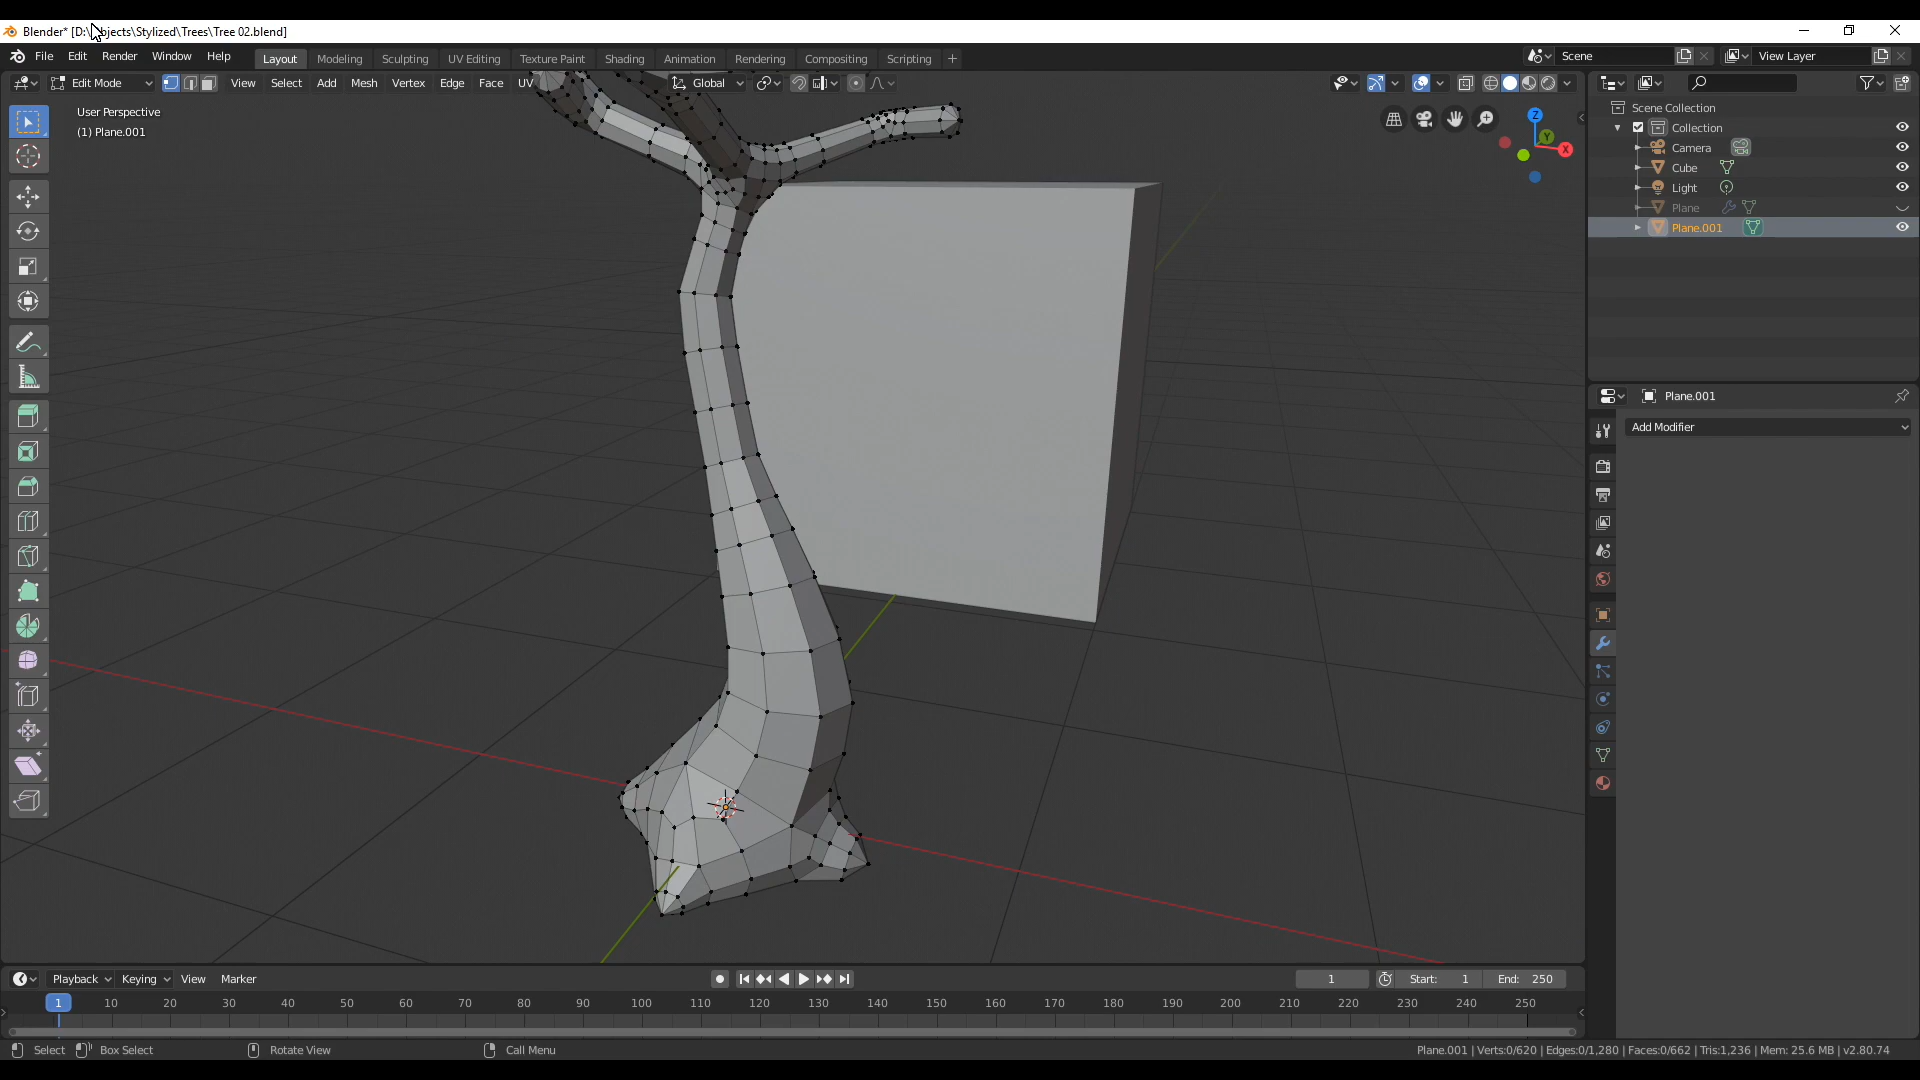 Blender* [D:\ bjects\Stylized\Trees\Tree 02.blend]
File Edit Render Window Help Layout Modeling Sculpting UV Editing Texture Paint Shading Animation Rendering Compositing Scripting + Scene View Layer
Edit Mode View Select Add Mesh Vertex Edge Face UV Global
User Perspective
(1) Plane.001
Z
Y
X
Scene Collection
Collection
Camera
Cube
Light
Plane
Plane.001
Plane.001
Add Modifier
Playback Keying View Marker 1 Start: 1 End: 250
1 10 20 30 40 50 60 70 80 90 100 110 120 130 140 150 160 170 180 190 200 210 220 230 240 250
Select Box Select Rotate View Call Menu Plane.001 | Verts:0/620 | Edges:0/1,280 | Faces:0/662 | Tris:1,236 | Mem: 25.6 MB | v2.80.74